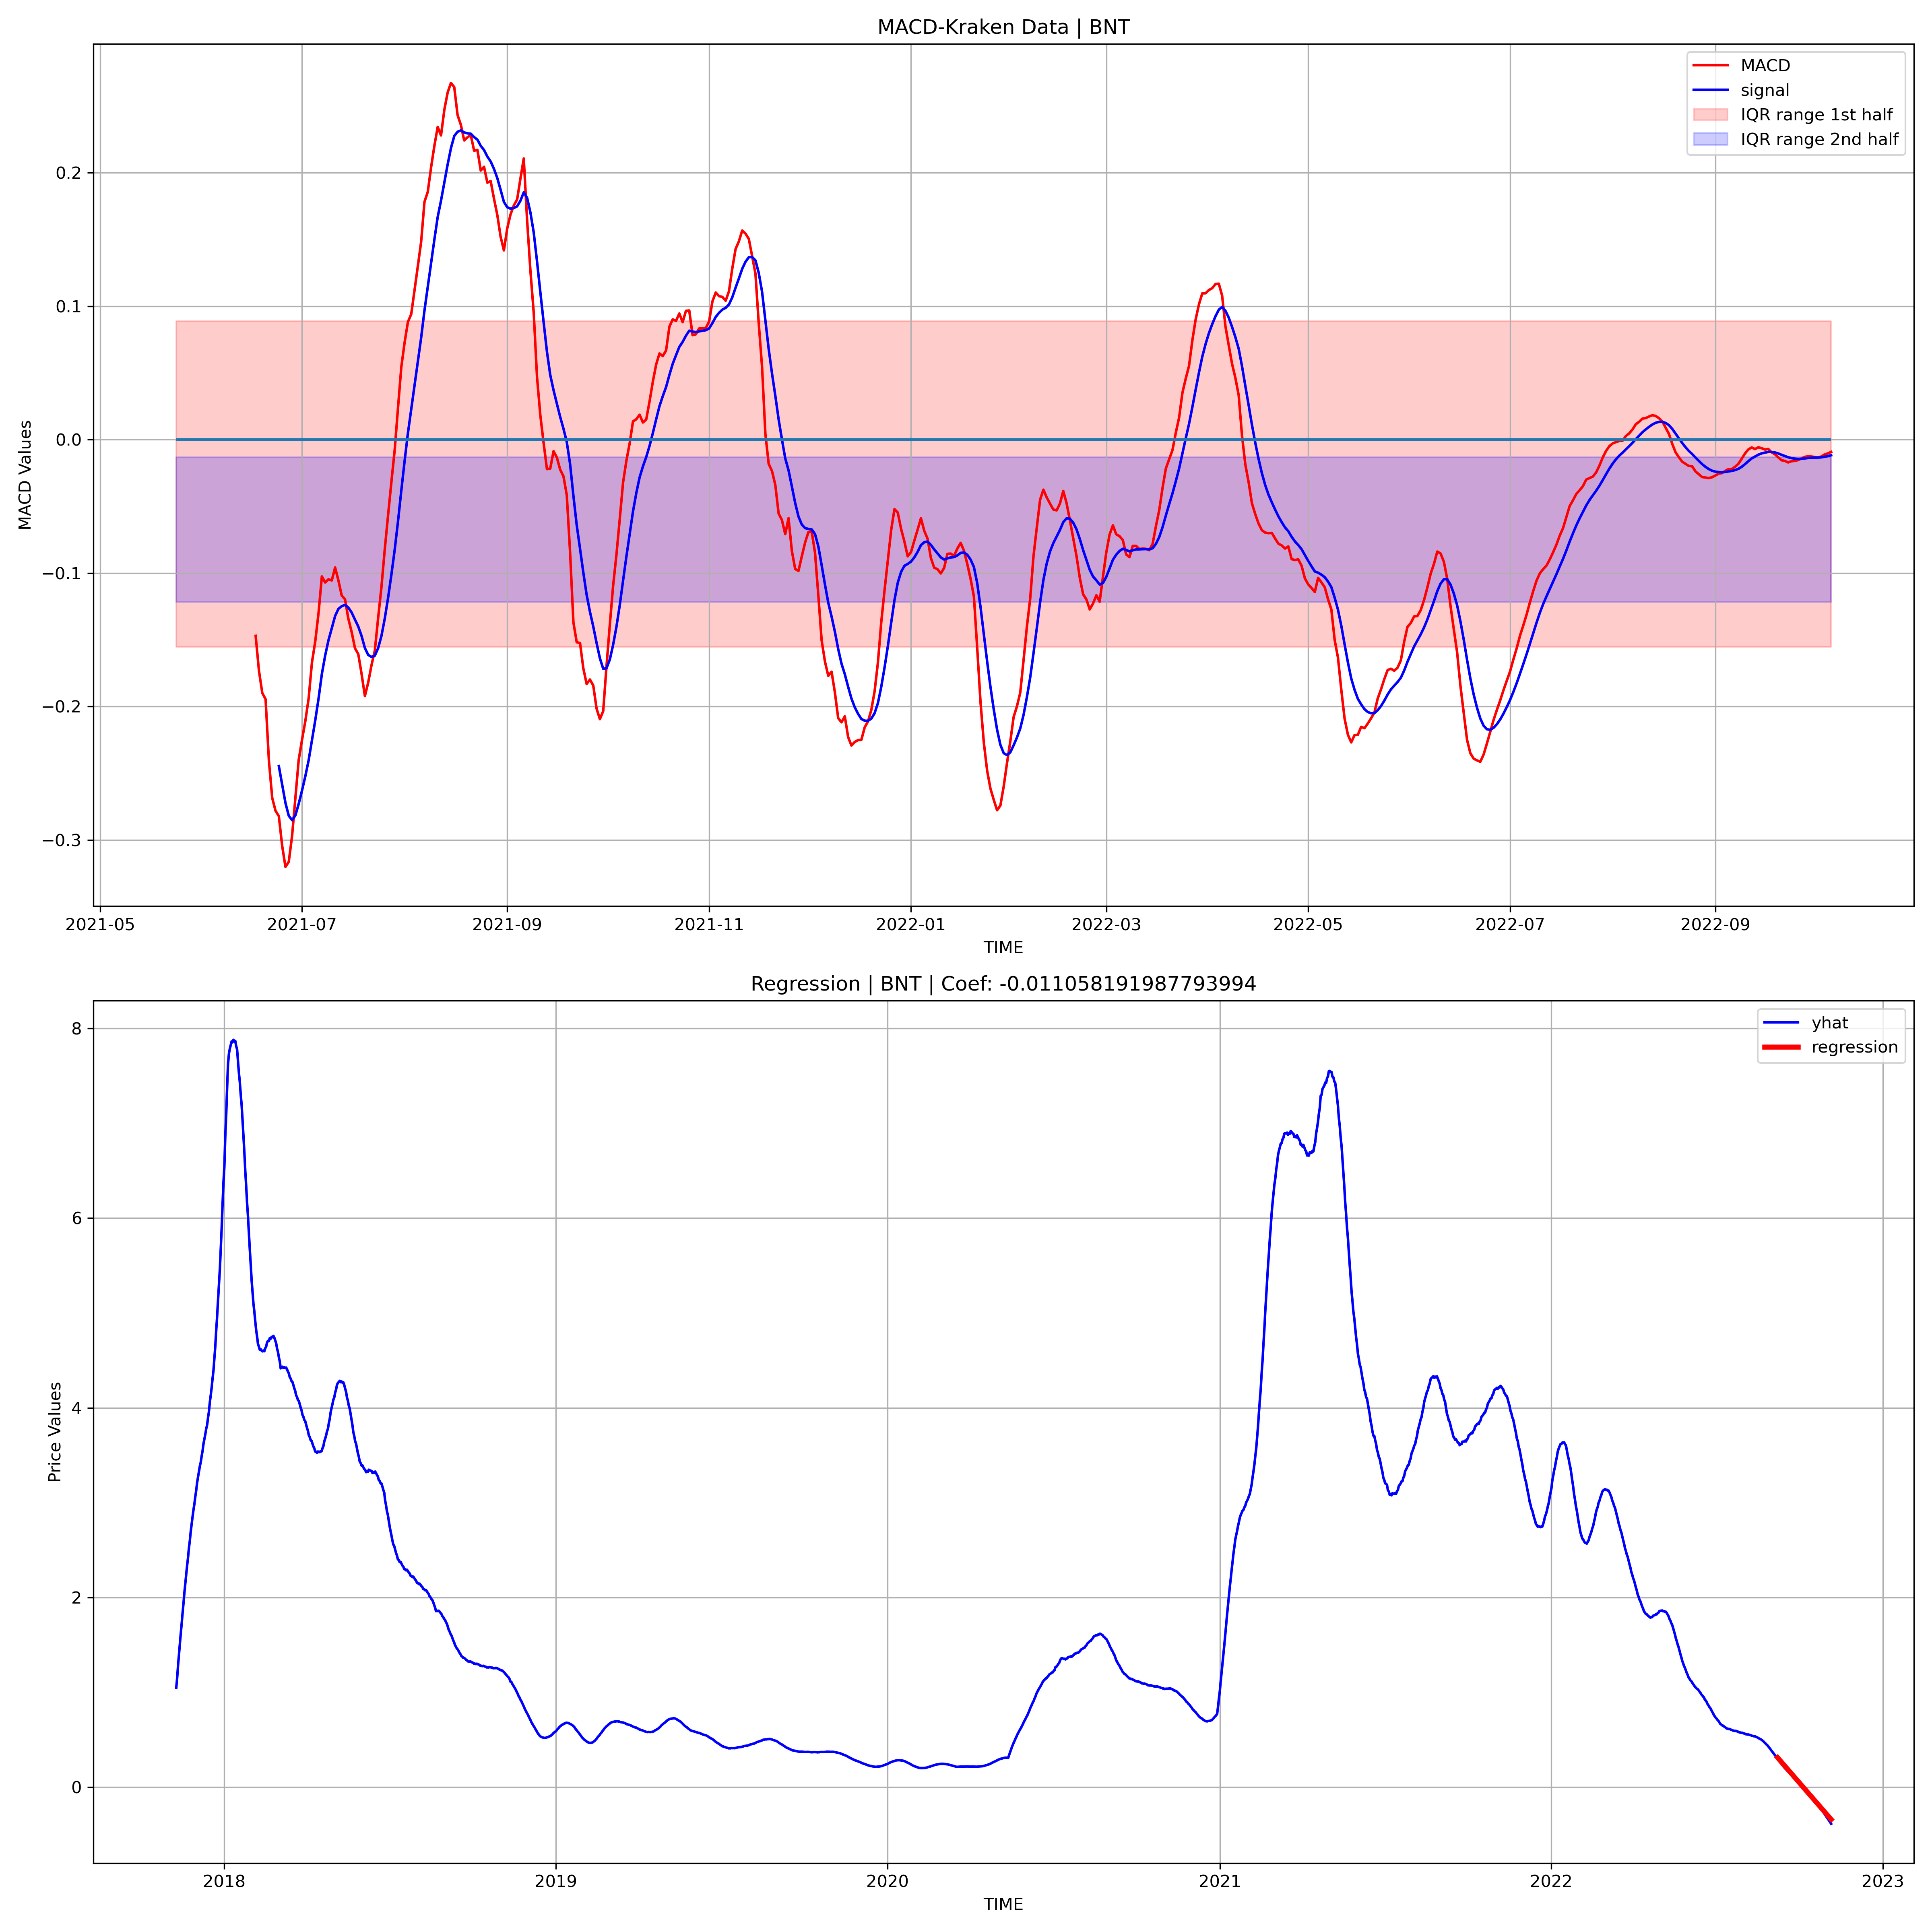 MACD-Kraken Data | BNT
MACD
signal
IQR range 1st half
IQR range 2nd half
MACD Values
0.2
0.1
0.0
−0.1
−0.2
−0.3
2021-05 2021-07 2021-09 2021-11 2022-01 2022-03 2022-05 2022-07 2022-09
TIME
Regression | BNT | Coef: -0.011058191987793994
yhat
regression
Price Values
8
6
4
2
0
2018 2019 2020 2021 2022 2023
TIME